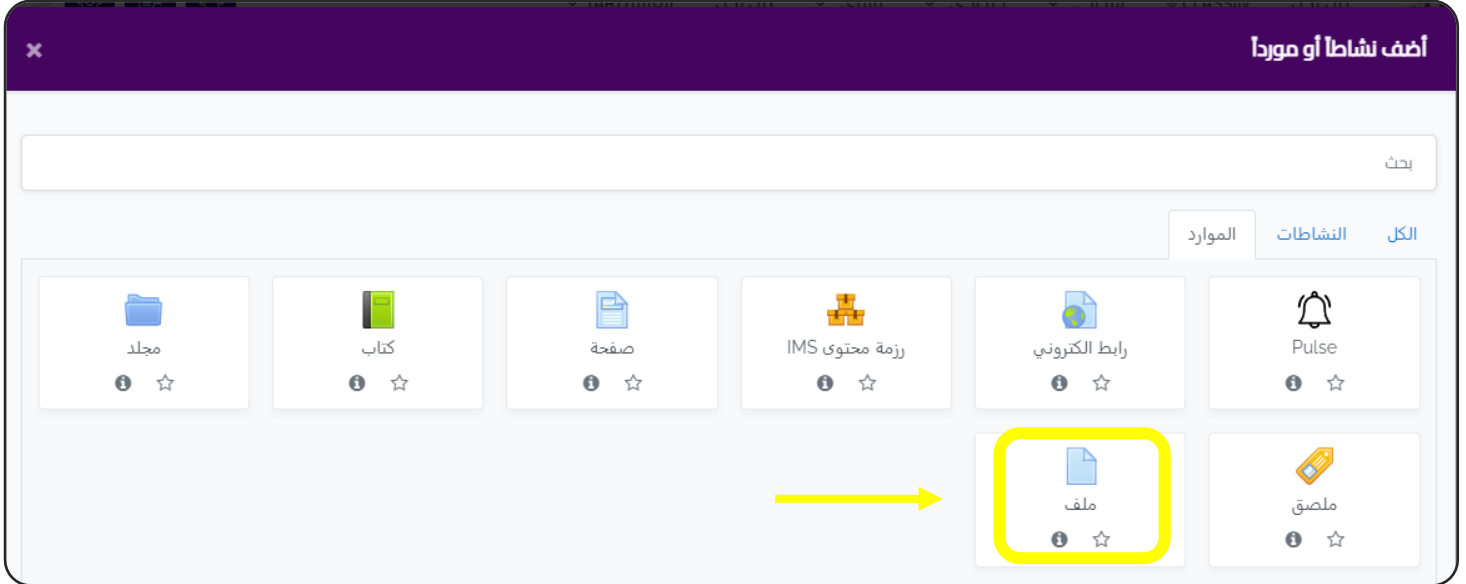 أضف نشاطاً أو مورداً
بحث
الكل النشاطات الموارد
Pulse رابط الكتروني رزمة محتوى IMS صفحة كتاب مجلد
ملصق ملف